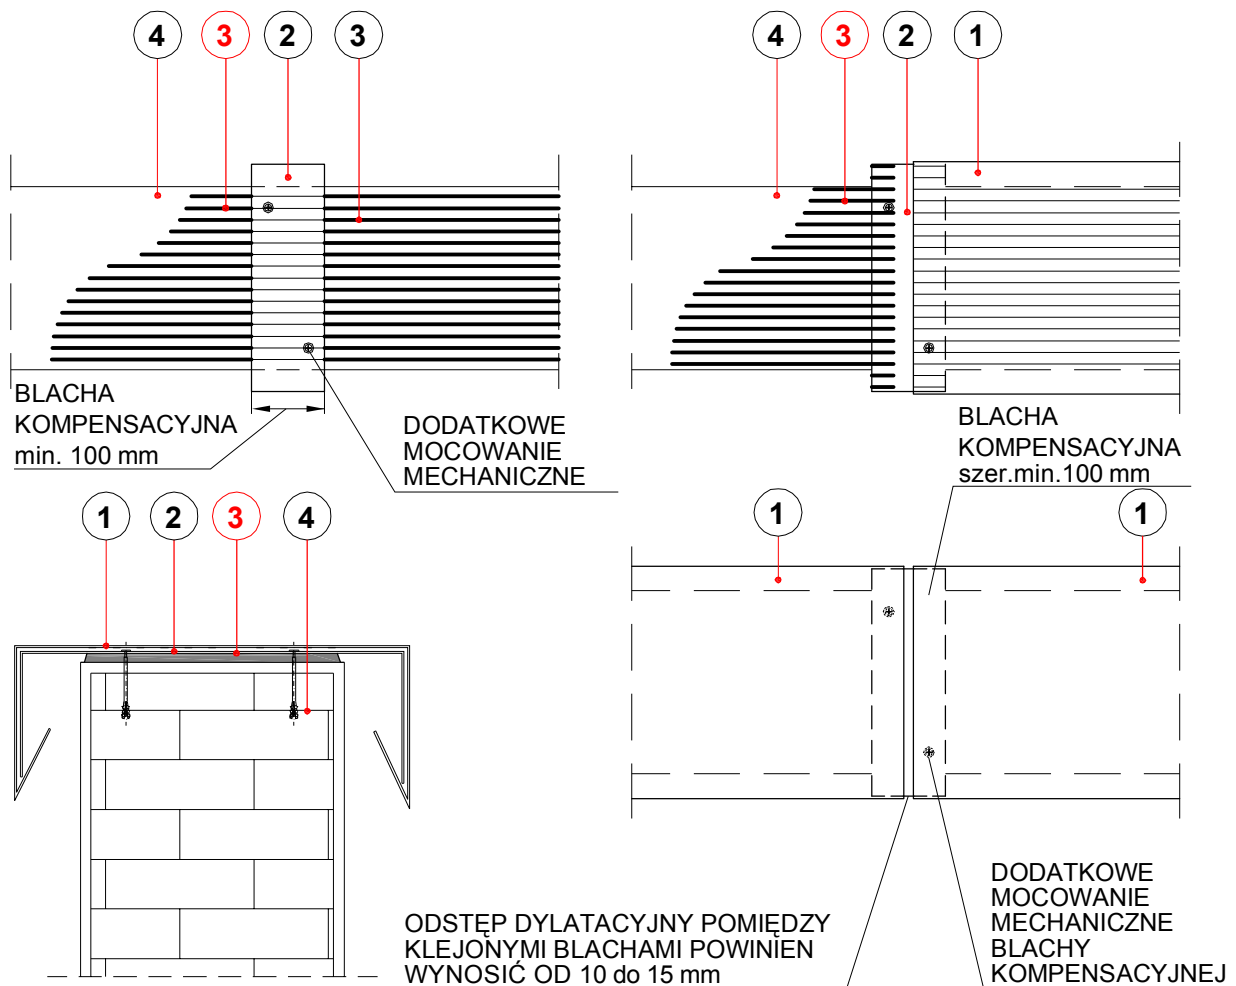 4 3 2 3
4 3 2 1
BLACHA
KOMPENSACYJNA
min. 100 mm
DODATKOWE
MOCOWANIE
MECHANICZNE
BLACHA
KOMPENSACYJNA
szer.min.100 mm
1 2 3 4
1 1
ODSTĘP DYLATACYJNY POMIĘDZY
KLEJONYMI BLACHAMI POWINIEN
WYNOSIĆ OD 10 do 15 mm
DODATKOWE
MOCOWANIE
MECHANICZNE
BLACHY
KOMPENSACYJNEJ